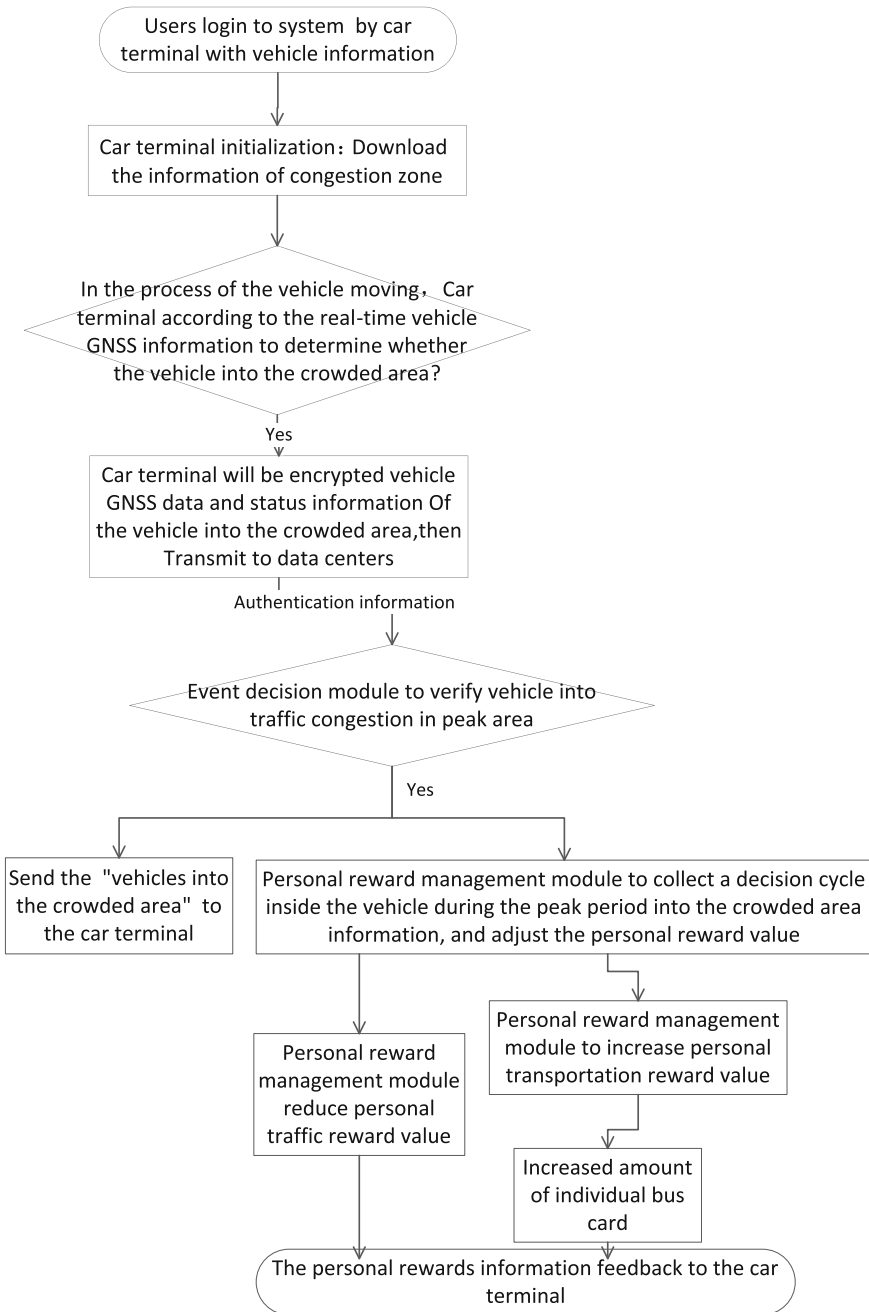 Users login to system by car
terminal with vehicle information
Car terminal initialization：Download
the information of congestion zone
In the process of the vehicle moving，Car
terminal according to the real-time vehicle
GNSS information to determine whether
the vehicle into the crowded area?
Yes
Car terminal will be encrypted vehicle
GNSS data and status information Of
the vehicle into the crowded area,then
Transmit to data centers
Authentication information
Event decision module to verify vehicle into
traffic congestion in peak area
Yes
Send the "vehicles into
the crowded area" to
the car terminal
Personal reward management module to collect a decision cycle
inside the vehicle during the peak period into the crowded area
information, and adjust the personal reward value
Personal reward
management module
reduce personal
traffic reward value
Personal reward management
module to increase personal
transportation reward value
Increased amount
of individual bus
card
The personal rewards information feedback to the car
terminal